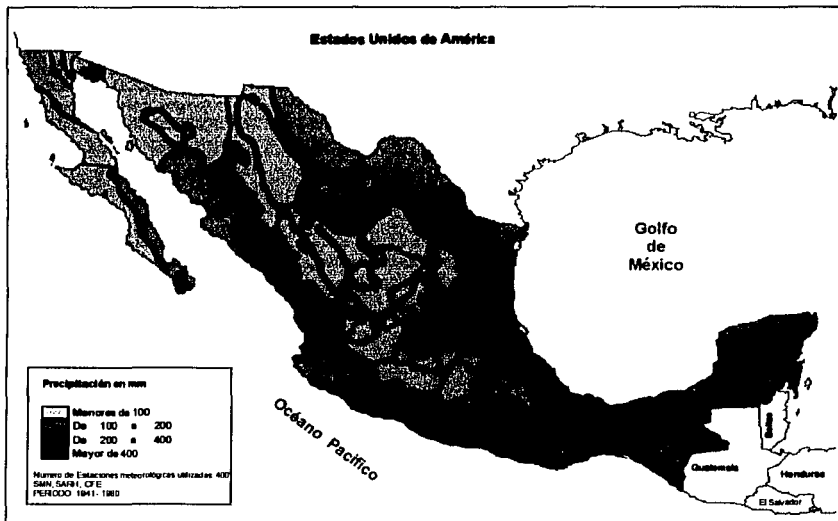 Estados Unidos de América
Golfo
de
México
Precipitación en mm
Menores de 100
De 100 a 200
De 200 a 400
Mayor de 400
Número de Estaciones meteorológicas utilizadas 400
SMN, SARH, CFE
PERIODO 1941-1980
Océano Pacífico
Belice
Guatemala
Honduras
El Salvador